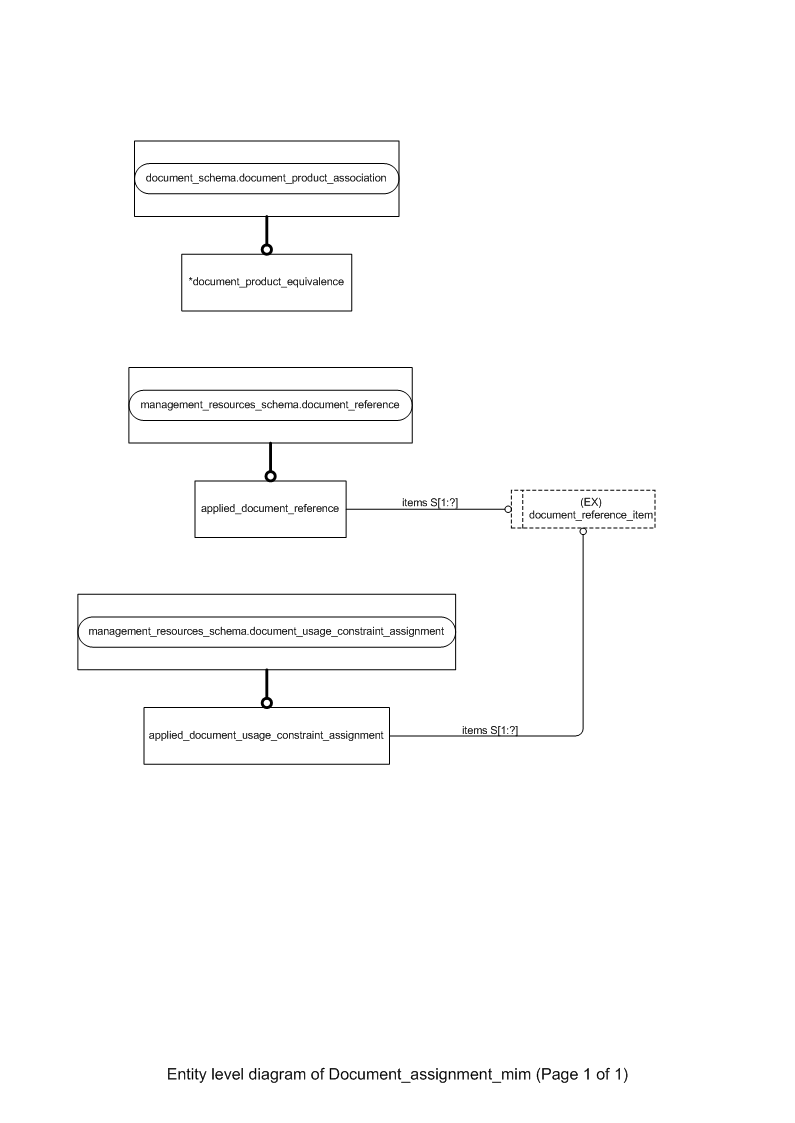 document_schema.document_product_association
*document_product_equivalence
management_resources_schema.document_reference
applied_document_reference
items S[1:?]
(EX)
document_reference_item
management_resources_schema.document_usage_constraint_assignment
applied_document_usage_constraint_assignment
items S[1:?]
Entity level diagram of Document_assignment_mim (Page 1 of 1)